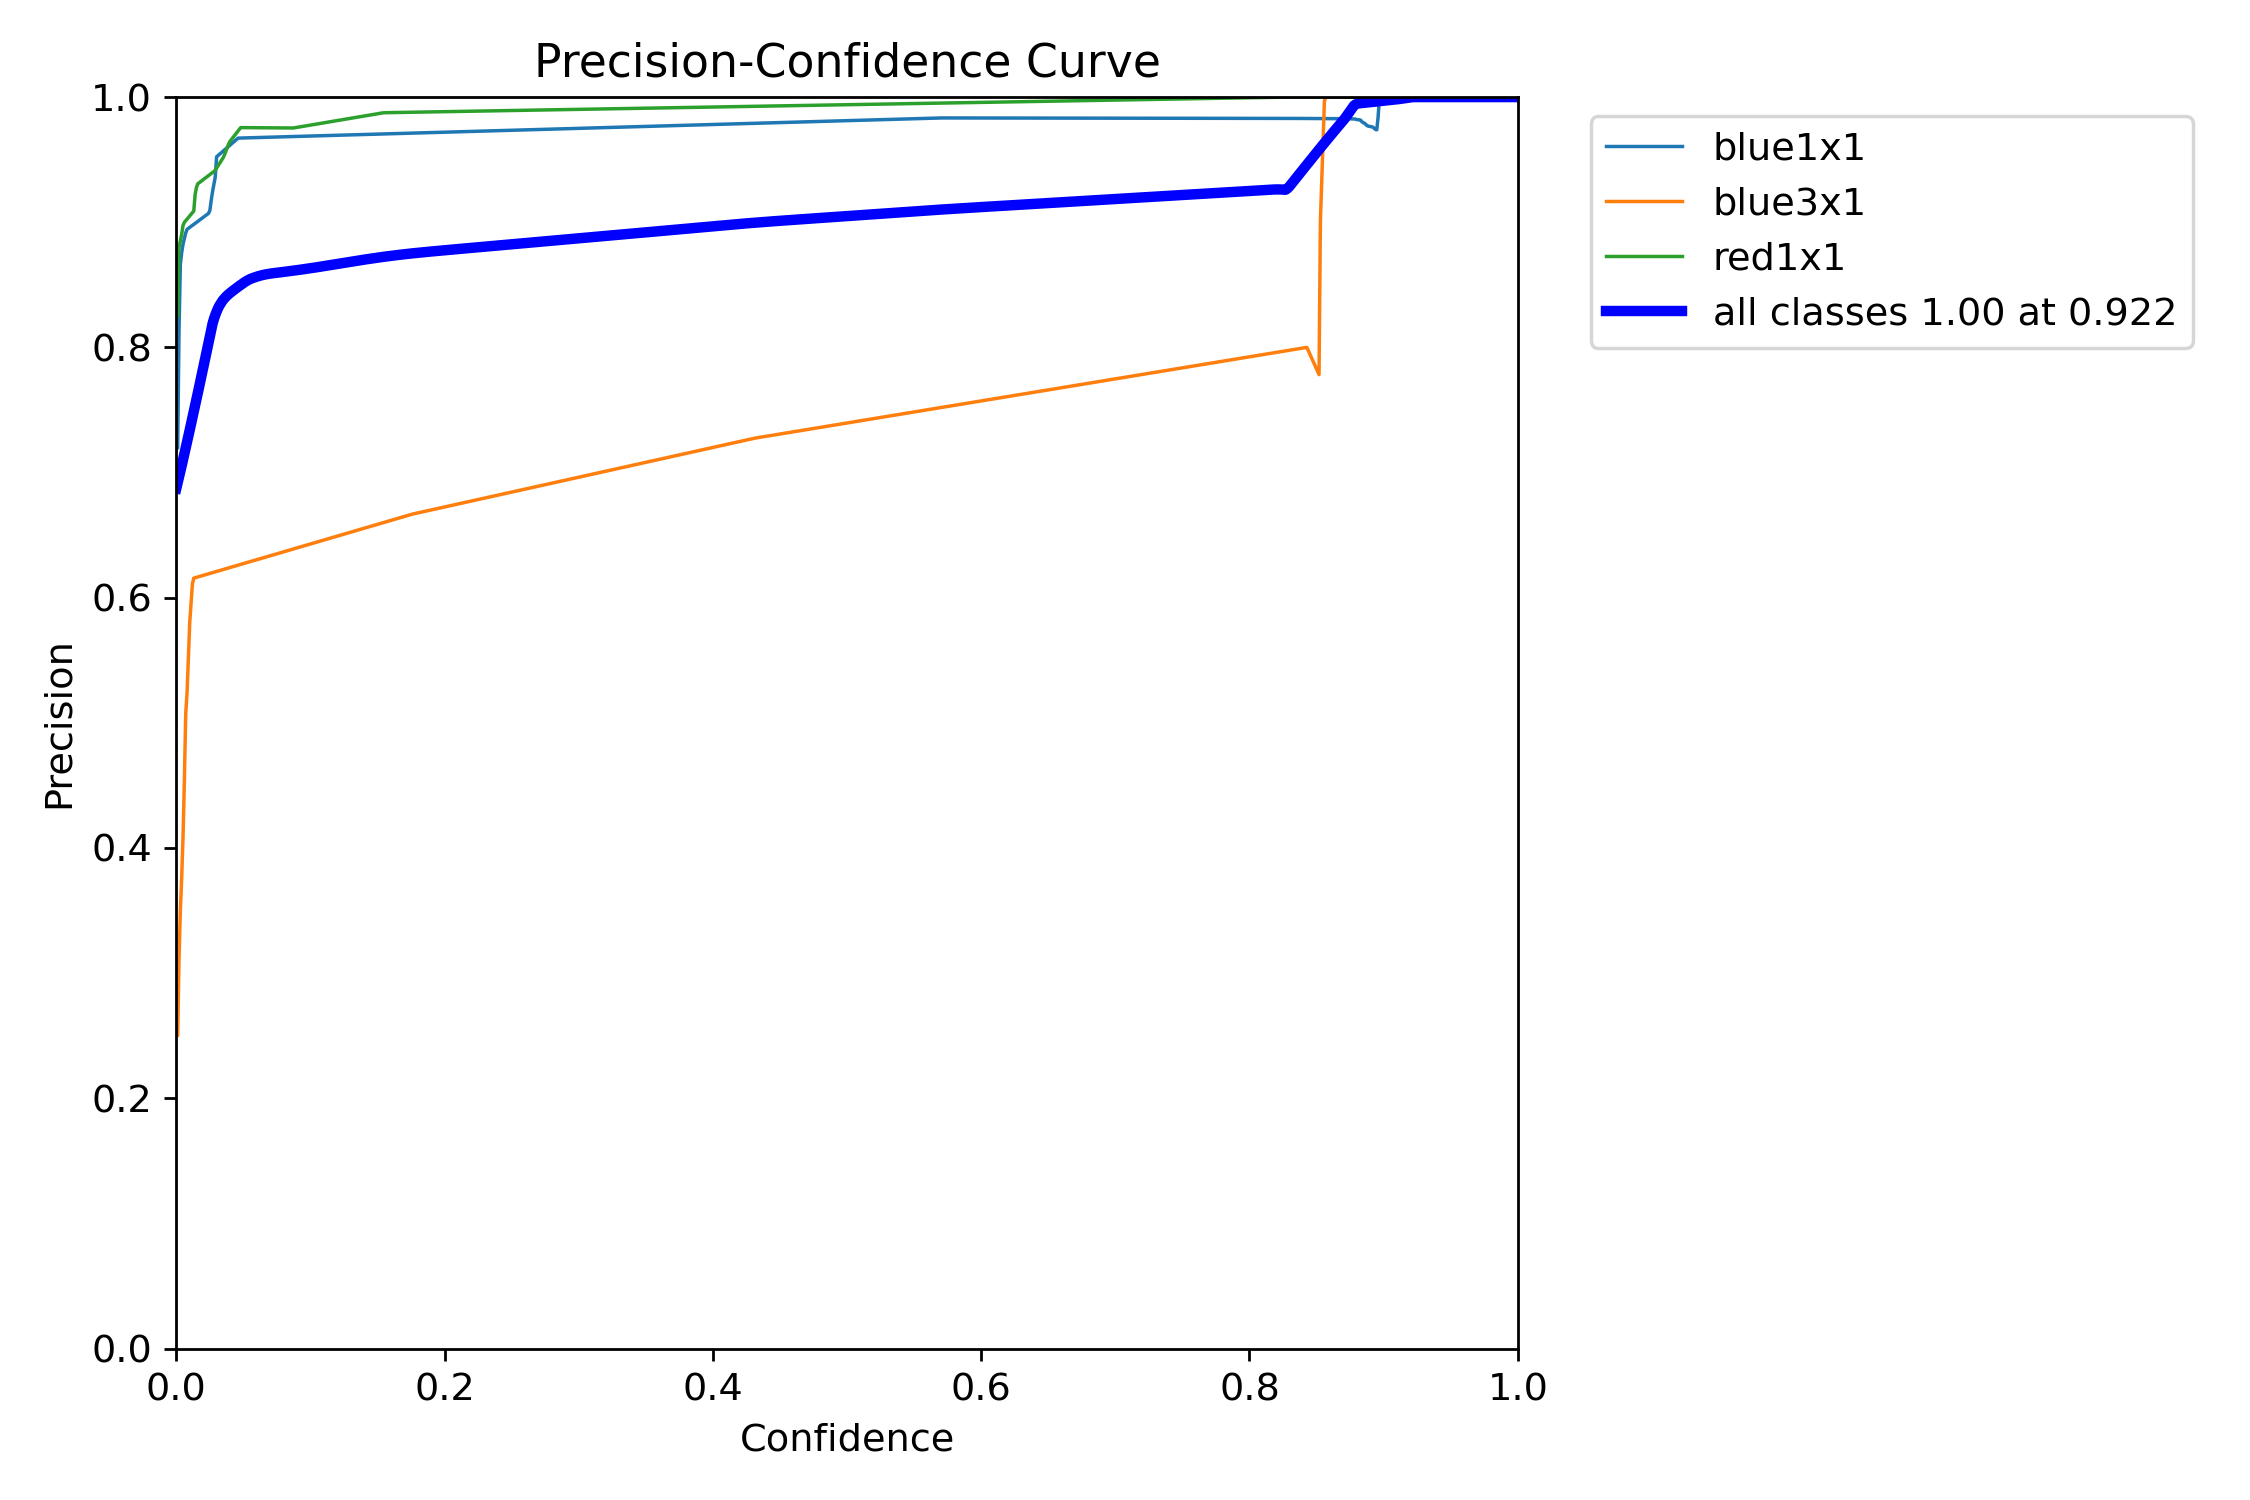 Precision-Confidence Curve
1.0
0.8
0.6
0.4
0.2
0.0
Precision
0.0 0.2 0.4 0.6 0.8 1.0
Confidence
blue1x1
blue3x1
red1x1
all classes 1.00 at 0.922